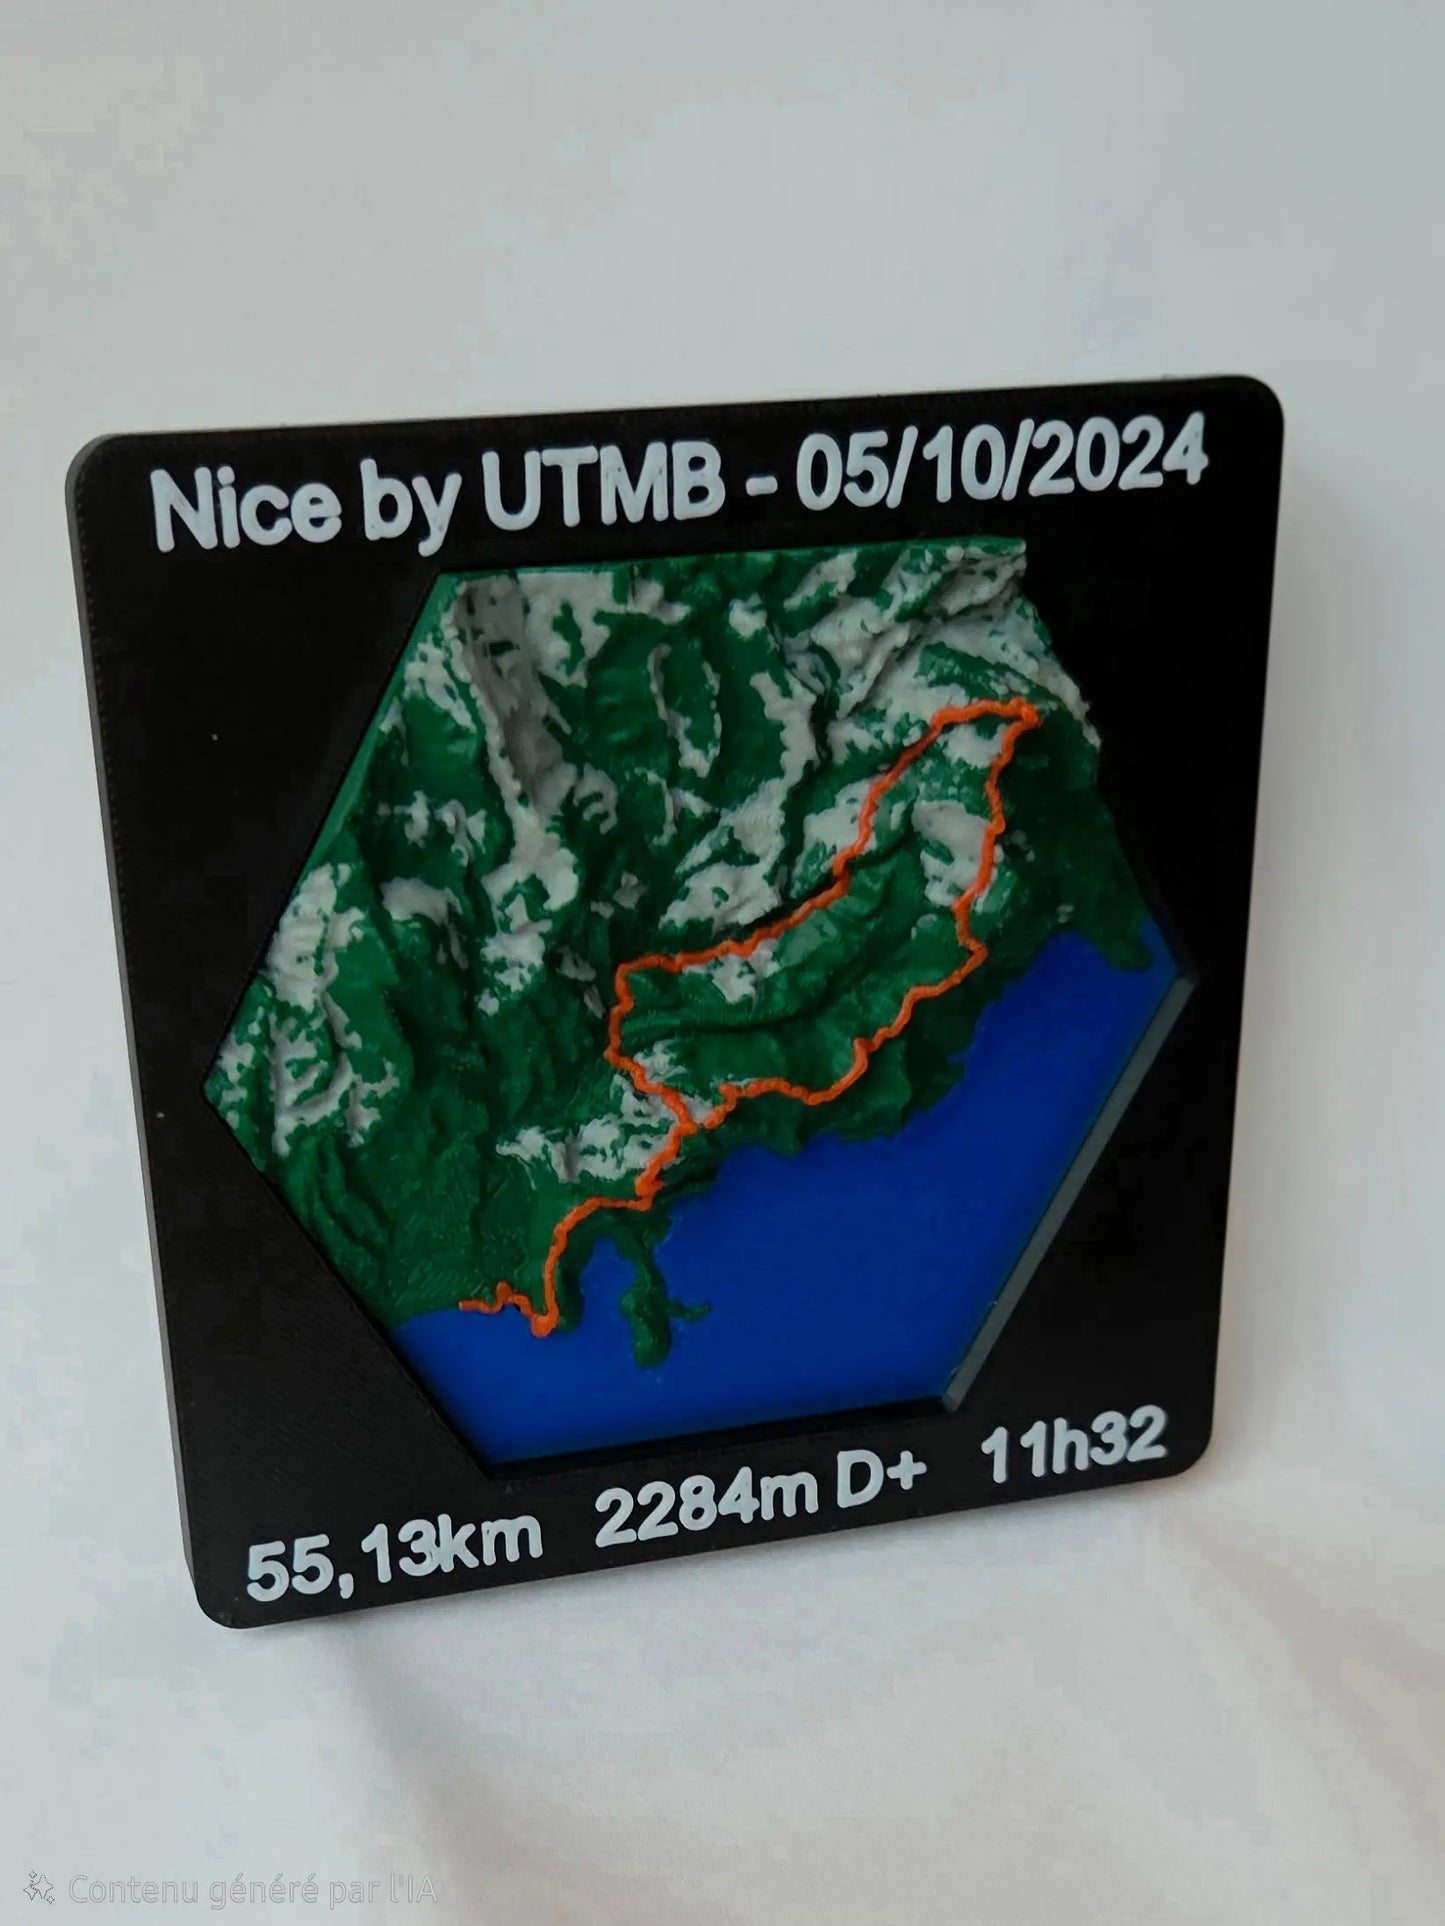 Nice by UTMB - 05/10/2024
55,13km 2284m D+ 11h32
Contenu généré par l'IA